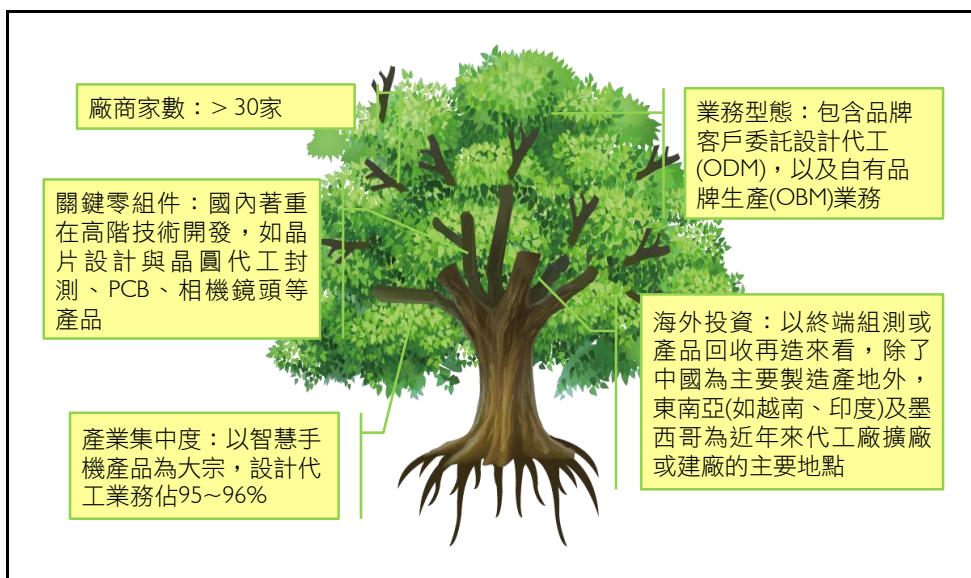 廠商家數：> 30家
業務型態：包含品牌
客戶委託設計代工
(ODM)，以及自有品
牌生產(OBM)業務
關鍵零組件：國內著重
在高階技術開發，如晶
片設計與晶圓代工封
測、PCB、相機鏡頭等
產品
海外投資：以終端組測或
產品回收再造來看，除了
中國為主要製造產地外，
東南亞(如越南、印度)及墨
西哥為近年來代工廠擴廠
或建廠的主要地點
產業集中度：以智慧手
機產品為大宗，設計代
工業務佔95~96%